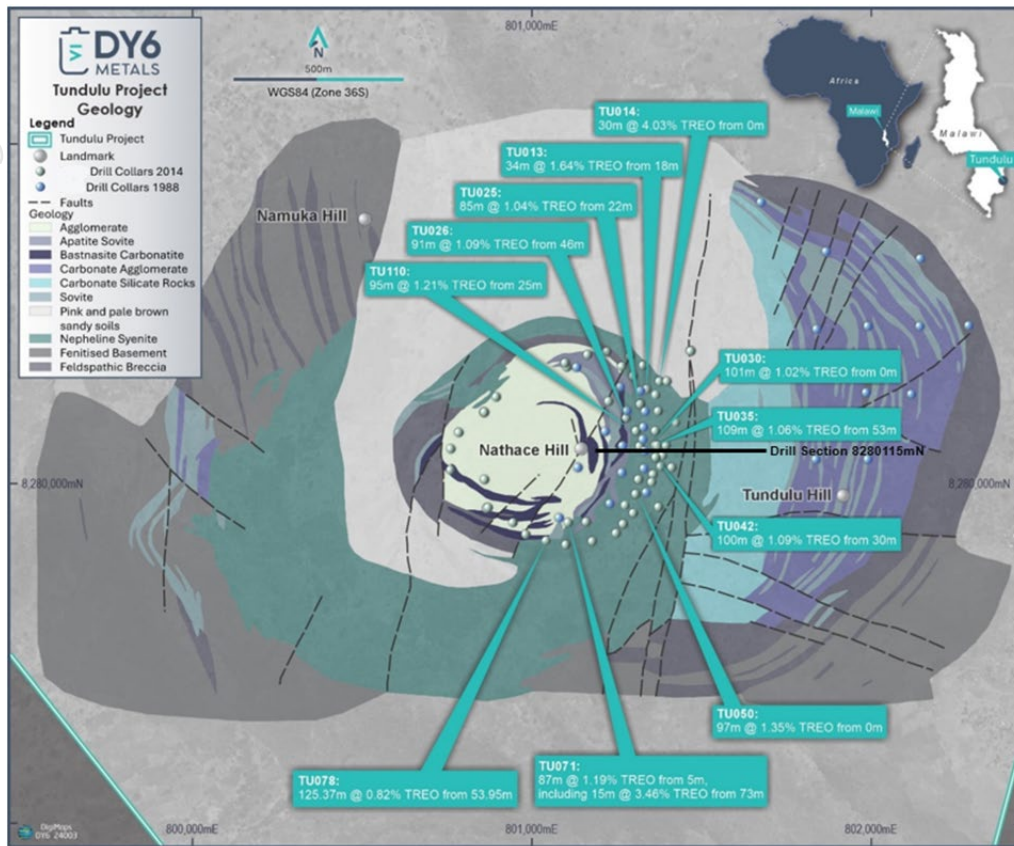 801,000mE
DY6
METALS
Tundulu Project
Geology
Legend
Tundulu Project
Landmark
Drill Collars 2014
Drill Collars 1988
Faults
Geology
Agglomerate
Apatite Sovite
Bastnasite Carbonatite
Carbonate Agglomerate
Carbonate Silicate Rocks
Sovite
Pink and pale brown
sandy soils
Nepheline Syenite
Fenitised Basement
Feldspathic Breccia
N
500m
WGS84 (Zone 36S)
Africa
Malawi
Malawi
Tundulu
TU014:
30m @ 4.03% TREO from 0m
TU013:
34m @ 1.64% TREO from 18m
TU025:
85m @ 1.04% TREO from 22m
TU026:
91m @ 1.09% TREO from 46m
TU110:
95m @ 1.21% TREO from 25m
Namuka Hill
TU030:
101m @ 1.02% TREO from 0m
TU035:
109m @ 1.06% TREO from 53m
Nathace Hill
Drill Section 8280115mN
8,280,000mN
8,280,000mN
Tundulu Hill
TU042:
100m @ 1.09% TREO from 30m
TU050:
97m @ 1.35% TREO from 0m
TU078:
125.37m @ 0.82% TREO from 53.95m
TU071:
87m @ 1.19% TREO from 5m,
including 15m @ 3.46% TREO from 73m
DigiMaps
DY6 24003
800,000mE
801,000mE
802,000mE